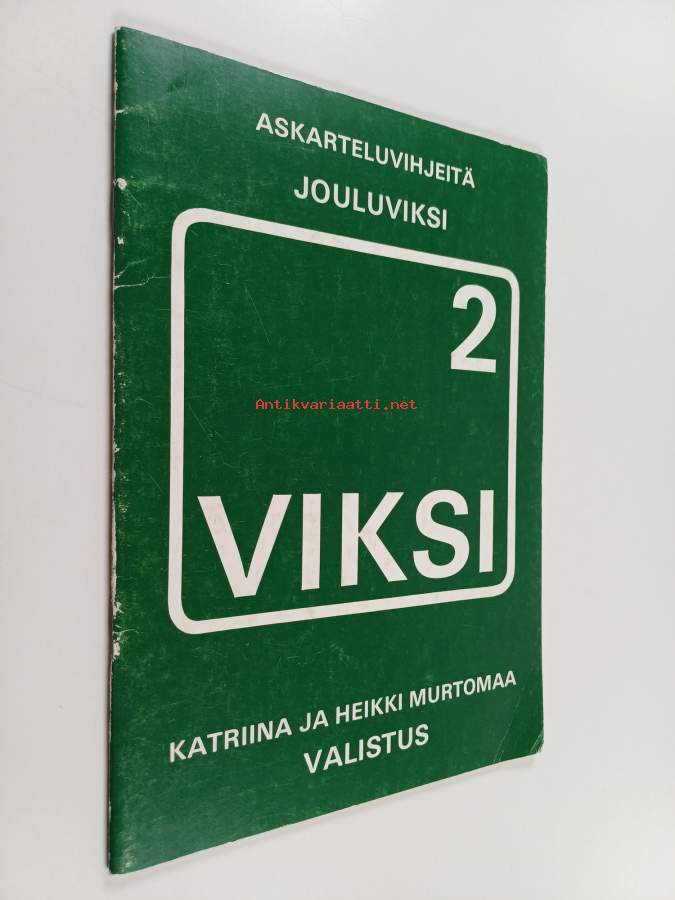 ASKARTELUVIHJEITÄ
JOULUVIKSI
2
Antikvariaatti.net
VIKSI
KATRIINA JA HEIKKI MURTOMAA
VALISTUS